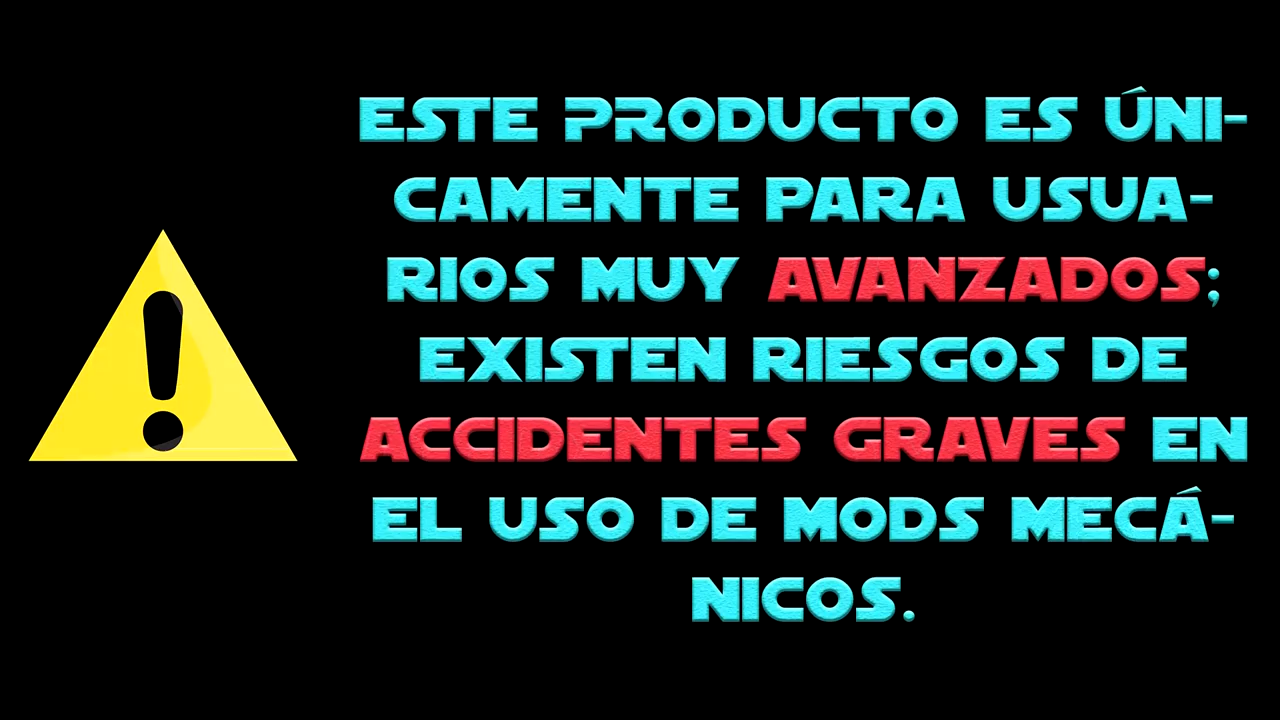 ESTE PRODUCTO ES ÚNI-
CAMENTE PARA USUA-
RIOS MUY AVANZADOS;
EXISTEN RIESGOS DE
ACCIDENTES GRAVES EN
EL USO DE MODS MECÁ-
NICOS.